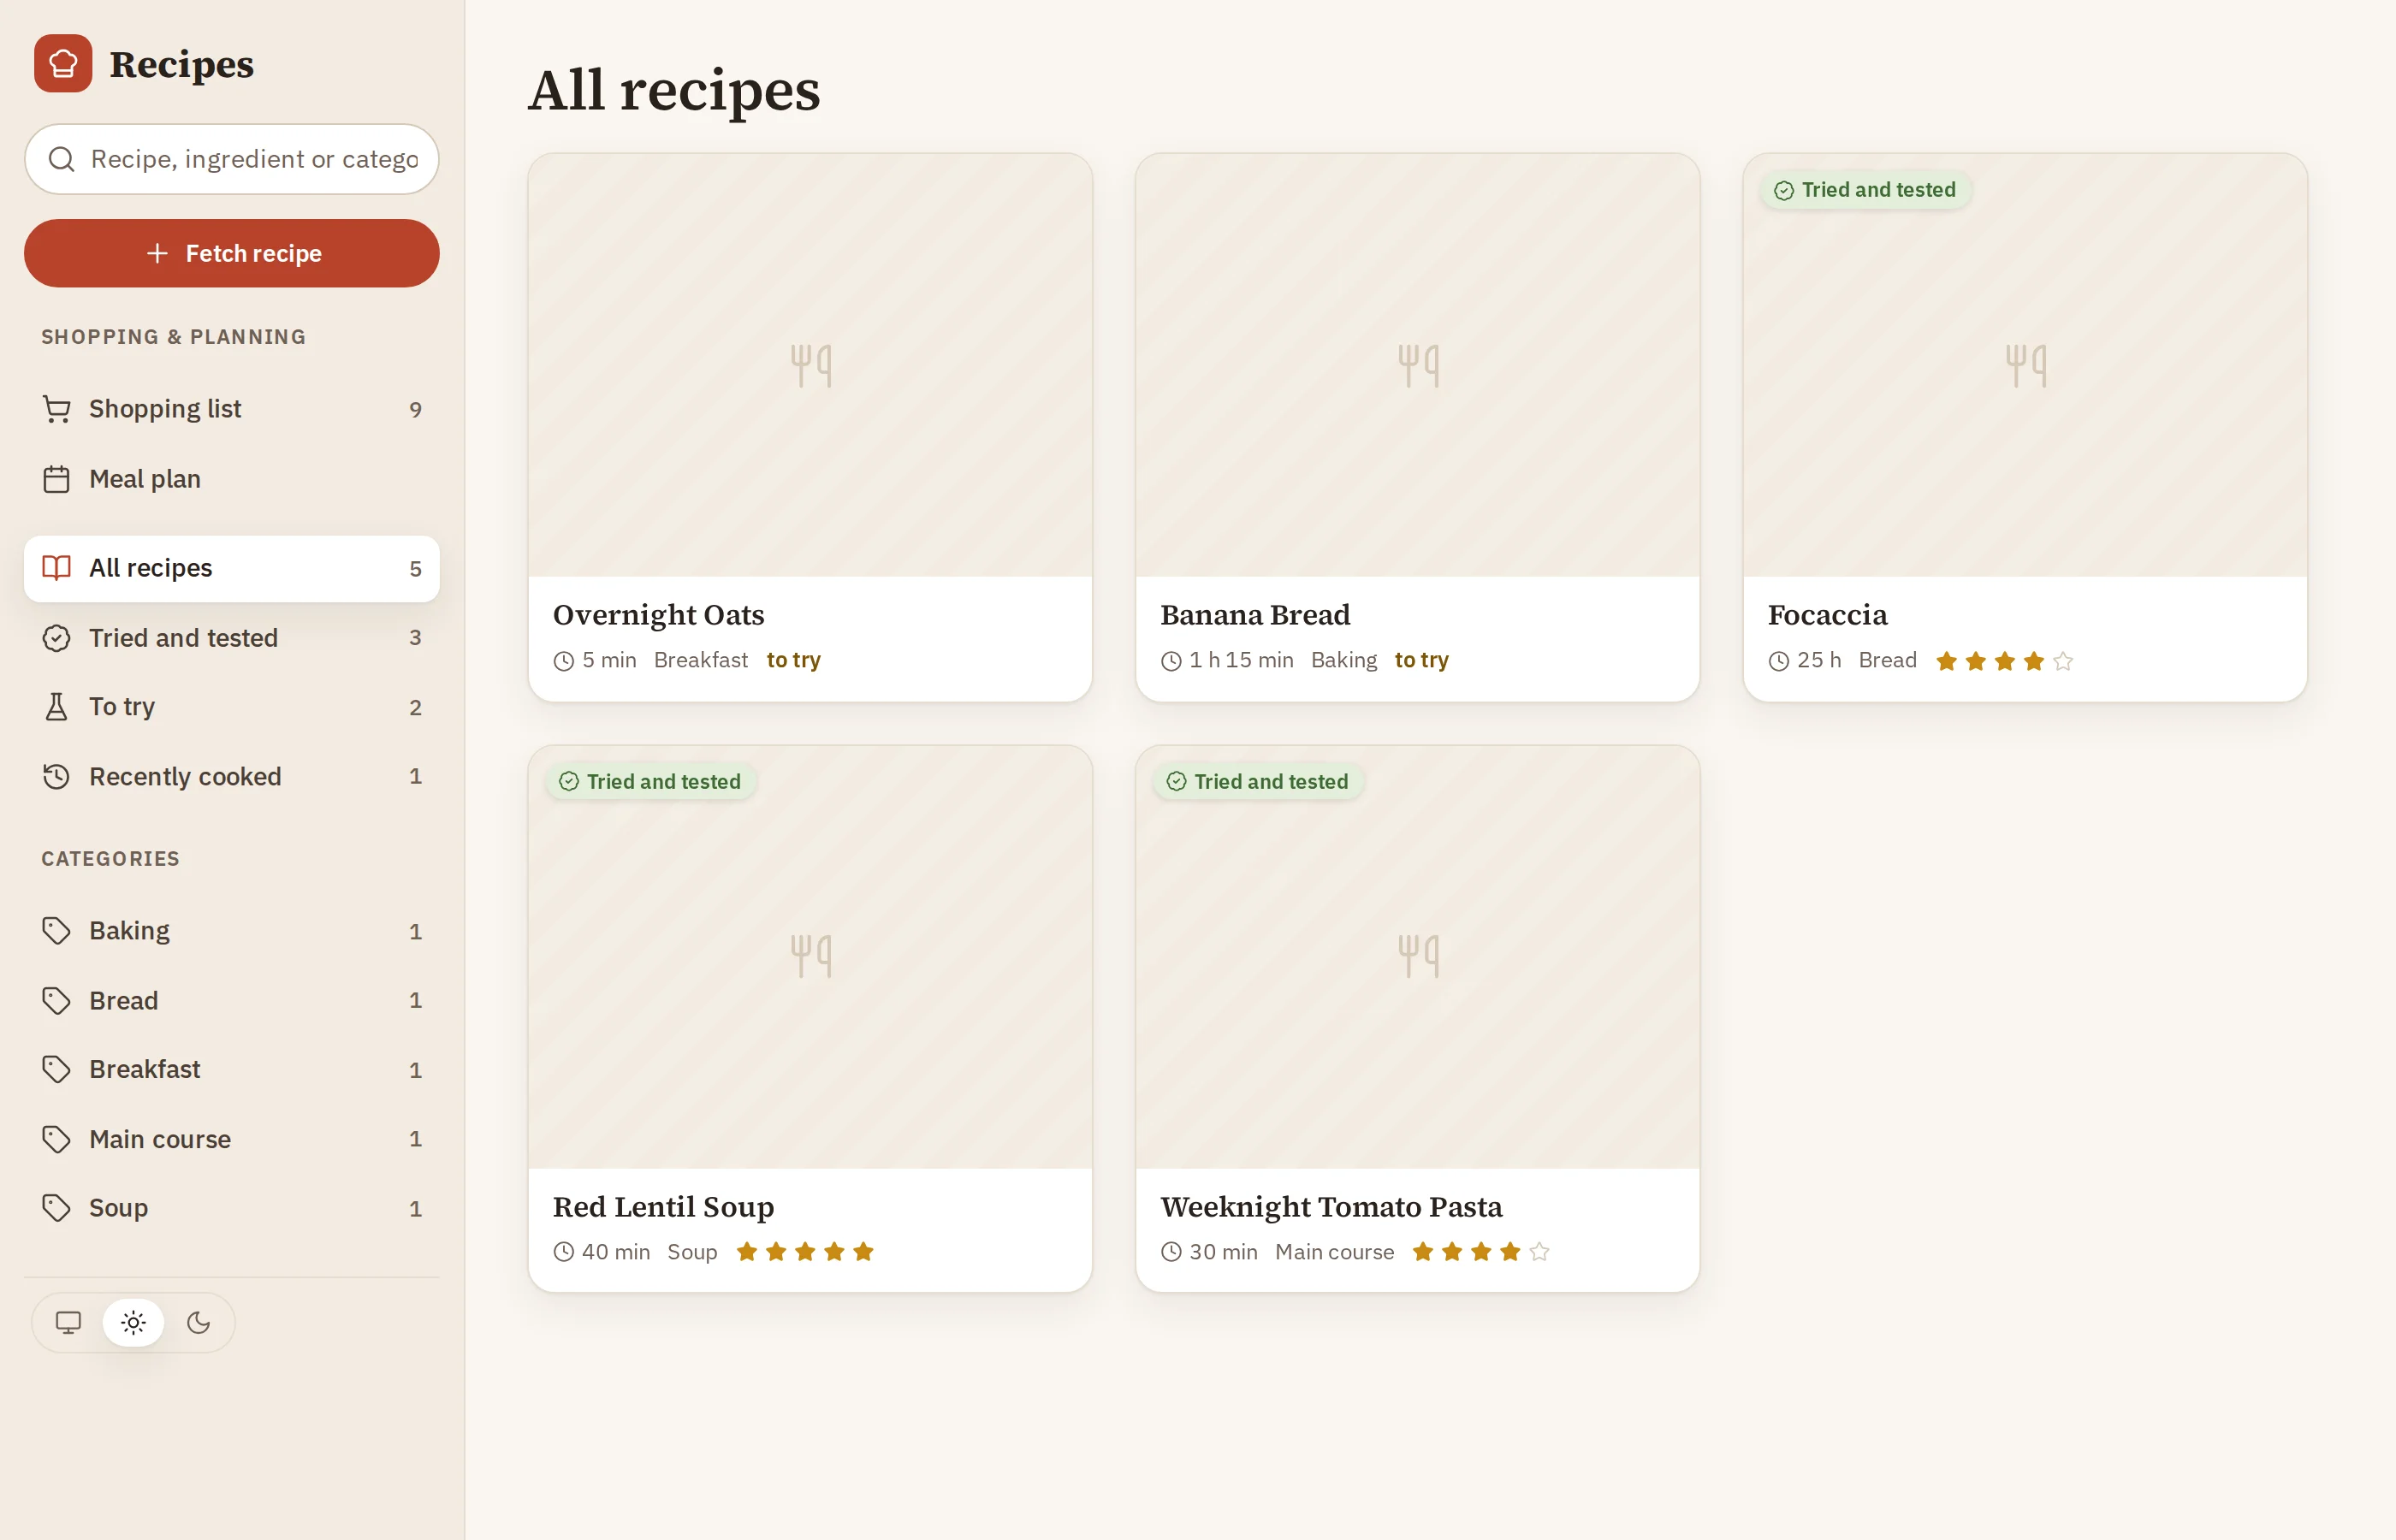 Recipes
Recipe, ingredient or catego
Fetch recipe
SHOPPING & PLANNING
Shopping list 9
Meal plan
All recipes 5
Tried and tested 3
To try 2
Recently cooked 1
CATEGORIES
Baking 1
Bread 1
Breakfast 1
Main course 1
Soup 1
All recipes
Overnight Oats
5 min Breakfast to try
Banana Bread
1 h 15 min Baking to try
Tried and tested
Focaccia
25 h Bread
Tried and tested
Red Lentil Soup
40 min Soup
Tried and tested
Weeknight Tomato Pasta
30 min Main course